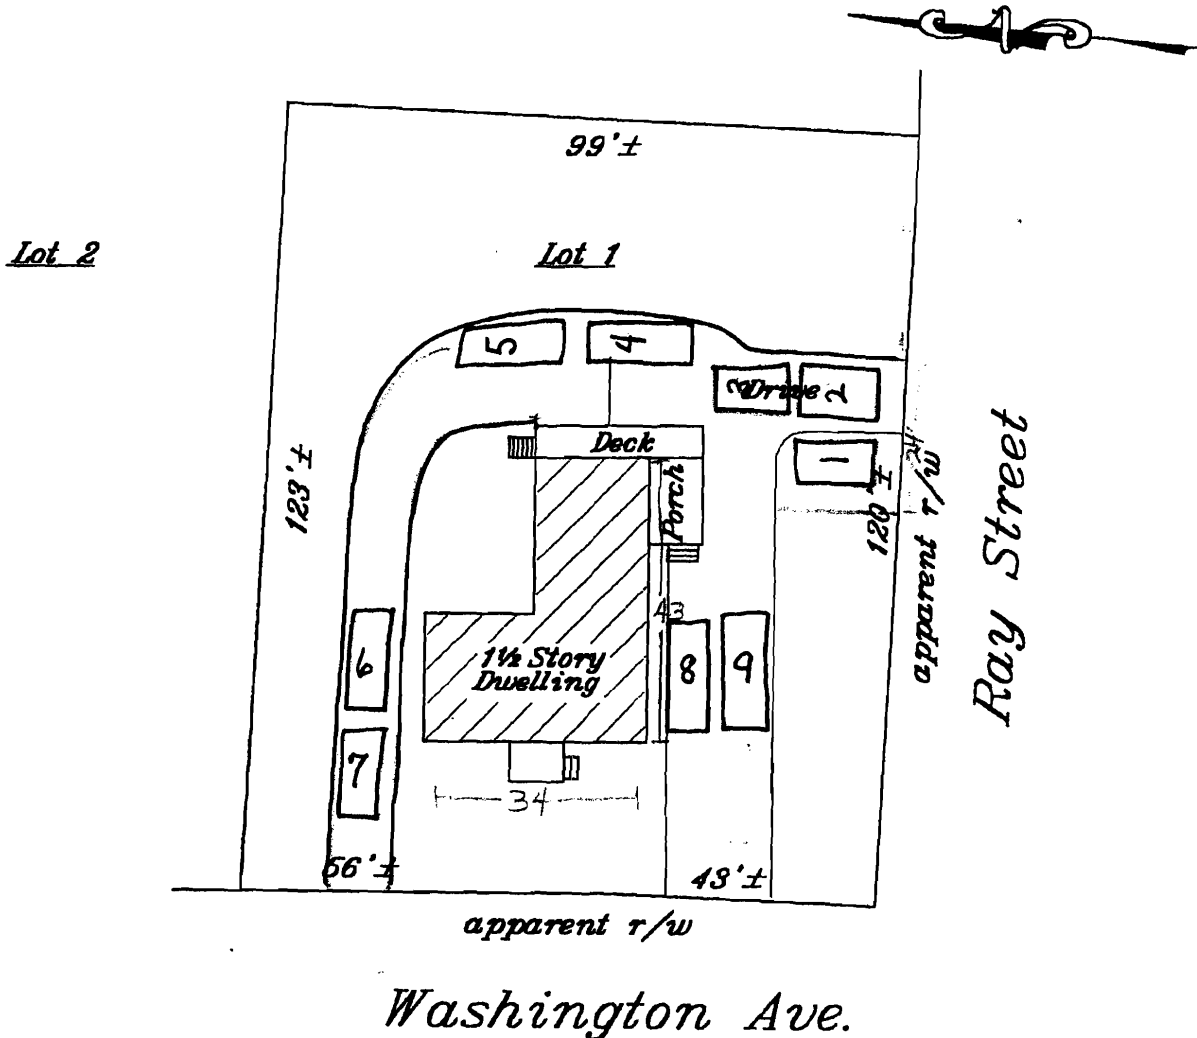 99'±
Lot 2
Lot 1
5
4
3
Drive
2
Deck
1
24'
Porch
123'±
120'±
apparent r/w
Ray Street
43
6
1½ Story
Dwelling
8
9
7
34
56'±
43'±
apparent r/w
Washington Ave.